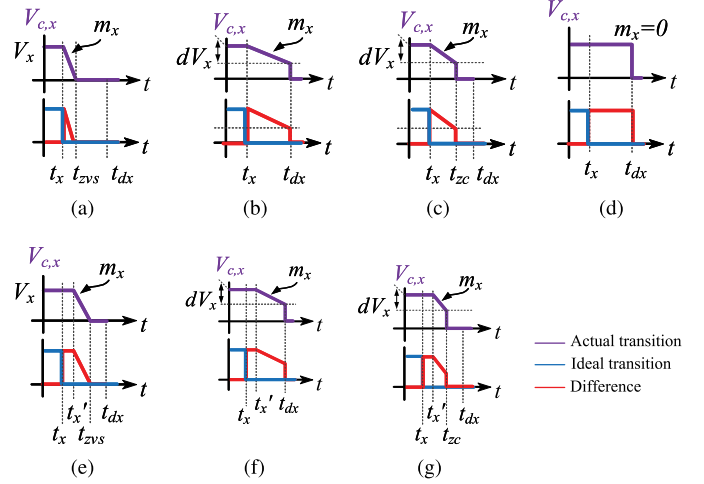 V_{c,x}
V_x
m_x
t
t
t_x t_{zvs} t_{dx}
(a)
V_{c,x}
dV_x
m_x
t
t
t_x t_{dx}
(b)
V_{c,x}
dV_x
m_x
t
t
t_x t_{zc} t_{dx}
(c)
V_{c,x}
m_x=0
t
t
t_x t_{dx}
(d)
V_{c,x}
V_x
m_x
t
t
t_x' t_{dx}
t_x t_{zvs}
(e)
V_{c,x}
dV_x
m_x
t
t
t_x' t_{dx}
t_x
(f)
V_{c,x}
dV_x
m_x
t
t
t_x' t_{dx}
t_x t_{zc}
(g)
Actual transition
Ideal transition
Difference